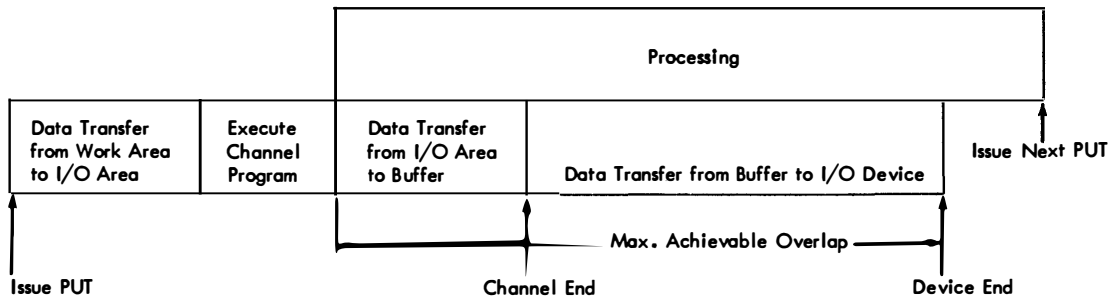 Processing
Data Transfer
from Work Area
to I/O Area
Execute
Channel
Program
Data Transfer
from I/O Area
to Buffer
Data Transfer from Buffer to I/O Device
Issue Next PUT
Max. Achievable Overlap
Issue PUT
Channel End
Device End